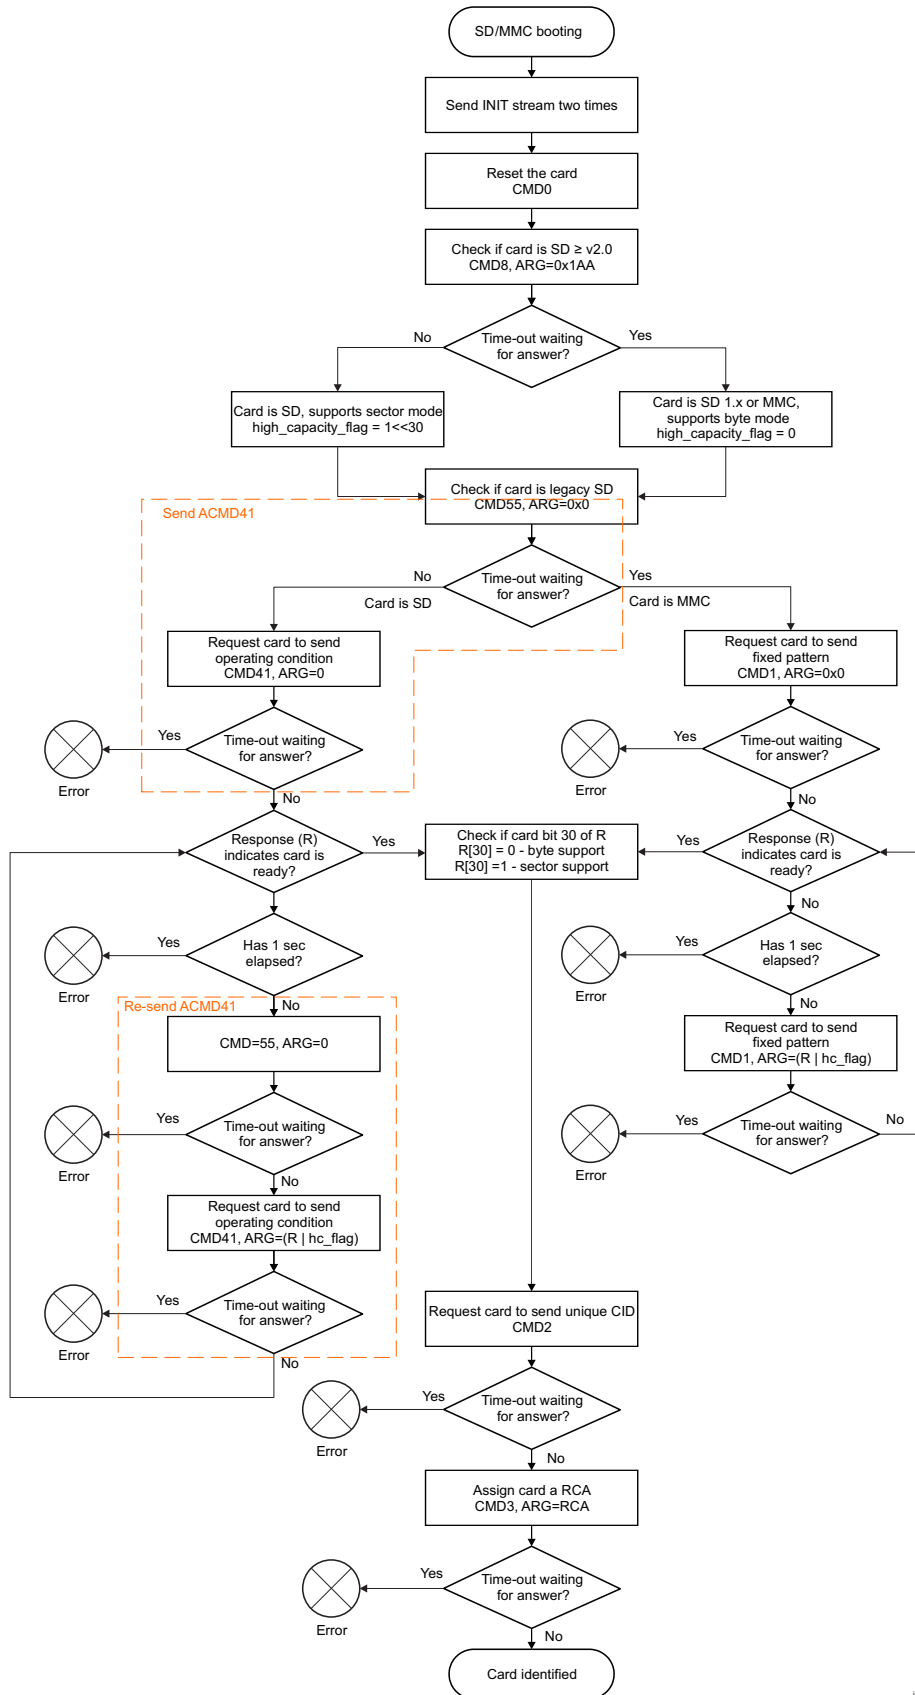 SD/MMC booting
Send INIT stream two times
Reset the card
CMD0
Check if card is SD ≥ v2.0
CMD8, ARG=0x1AA
Time-out waiting
for answer?
No
Yes
Card is SD, supports sector mode
high_capacity_flag = 1<<30
Card is SD 1.x or MMC,
supports byte mode
high_capacity_flag = 0
Check if card is legacy SD
CMD55, ARG=0x0
Send ACMD41
Time-out waiting
for answer?
No
Card is SD
Yes
Card is MMC
Request card to send
operating condition
CMD41, ARG=0
Request card to send
fixed pattern
CMD1, ARG=0x0
Time-out waiting
for answer?
Yes
Error
No
Time-out waiting
for answer?
Yes
Error
No
Response (R)
indicates card is
ready?
Yes
Check if card bit 30 of R
R[30] = 0 - byte support
R[30] =1 - sector support
Yes
Response (R)
indicates card is
ready?
No
Has 1 sec
elapsed?
Yes
Error
No
Has 1 sec
elapsed?
Yes
Error
No
Re-send ACMD41
CMD=55, ARG=0
Request card to send
fixed pattern
CMD1, ARG=(R | hc_flag)
Time-out waiting
for answer?
Yes
Error
No
Time-out waiting
for answer?
Yes
Error
No
Request card to send
operating condition
CMD41, ARG=(R | hc_flag)
Time-out waiting
for answer?
Yes
Error
No
Request card to send unique CID
CMD2
Time-out waiting
for answer?
Yes
Error
No
Assign card a RCA
CMD3, ARG=RCA
Time-out waiting
for answer?
Yes
Error
No
Card identified